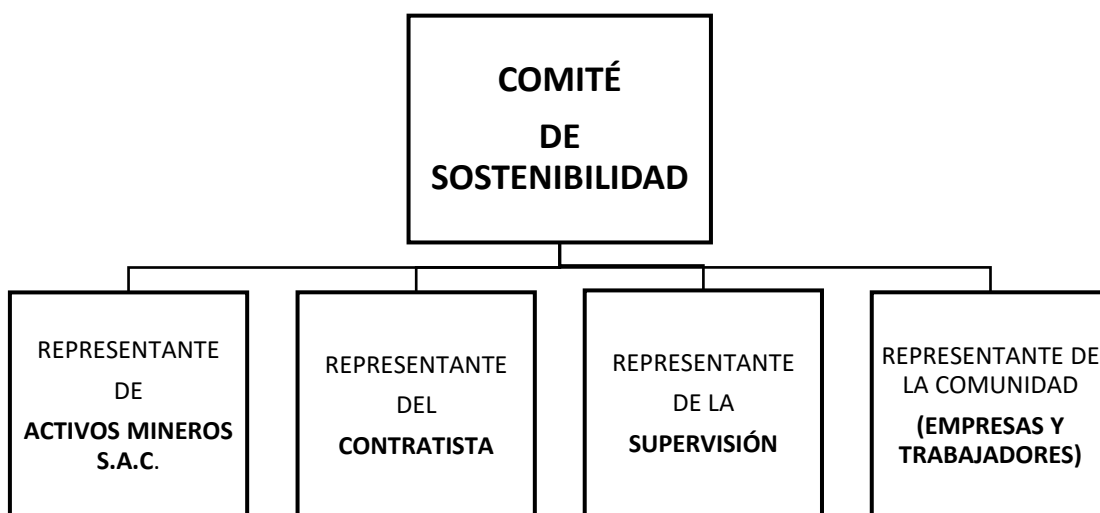 COMITÉ
DE
SOSTENIBILIDAD
REPRESENTANTE
DE
ACTIVOS MINEROS
S.A.C.
REPRESENTANTE
DEL
CONTRATISTA
REPRESENTANTE
DE LA
SUPERVISIÓN
REPRESENTANTE DE
LA COMUNIDAD
(EMPRESAS Y
TRABAJADORES)